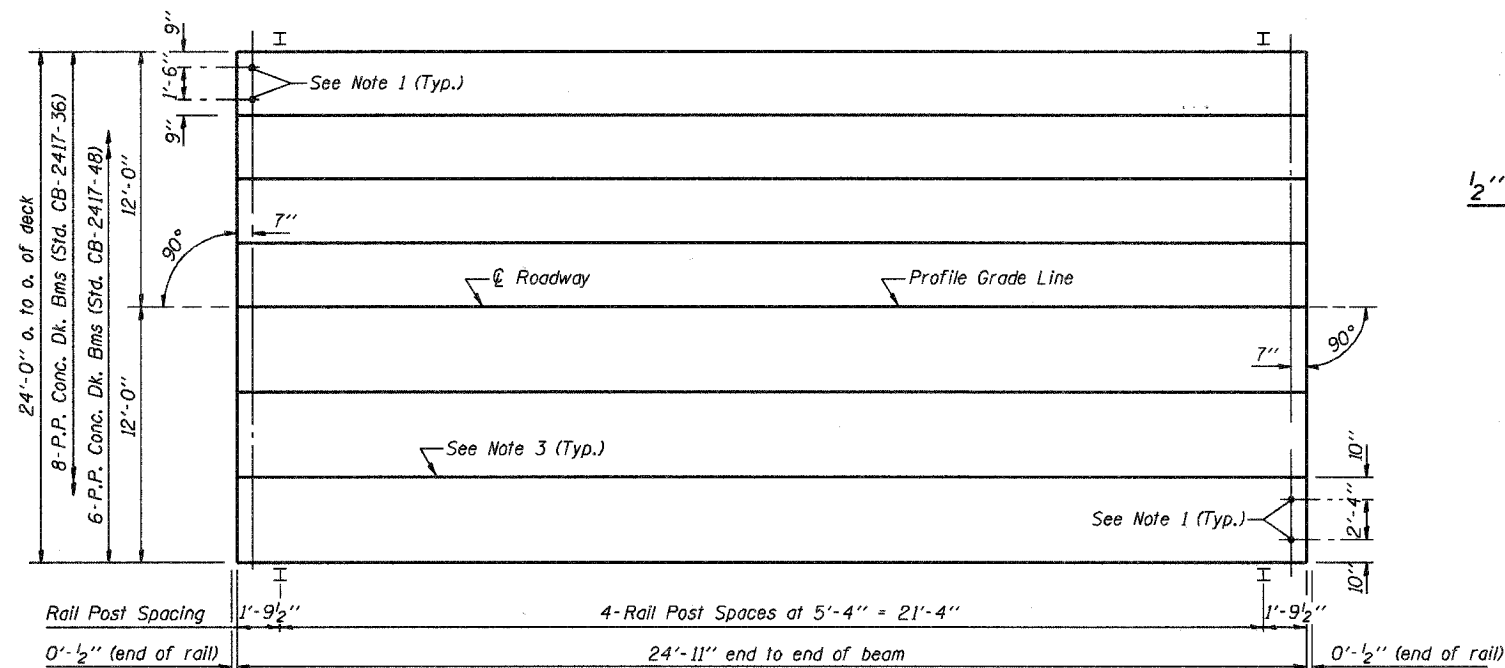 9"
1'-6"
9"
See Note 1 (Typ.)
24'-0" o. to o. of deck
8-P.P. Conc. Dk. Bms (Std. CB-2417-36)
6-P.P. Conc. Dk. Bms (Std. CB-2417-48)
12'-0"
12'-0"
90°
7"
℄ Roadway
Profile Grade Line
1/2"
7"
90°
See Note 3 (Typ.)
10"
See Note 1 (Typ.)
2'-4"
10"
Rail Post Spacing
1'-9 1/2"
4-Rail Post Spaces at 5'-4" = 21'-4"
1'-9 1/2"
0'-1/2" (end of rail)
24'-11" end to end of beam
0'-1/2" (end of rail)